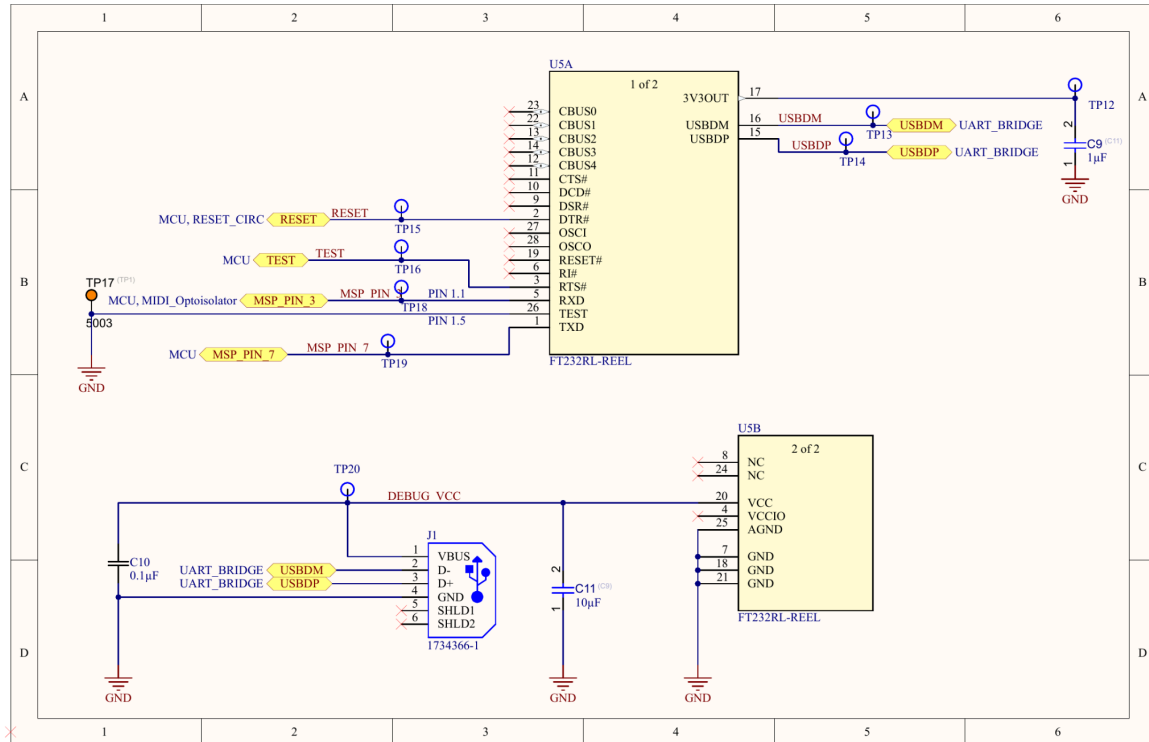 1 2 3 4 5 6
A
U5A
1 of 2
23 CBUS0
22 CBUS1
13 CBUS2
14 CBUS3
12 CBUS4
11 CTS#
10 DCD#
9 DSR#
2 DTR#
27 OSCI
28 OSCO
19 RESET#
6 RI#
3 RTS#
5 RXD
26 TEST
1 TXD
3V3OUT 17
USBDM 16
USBDP 15
FT232RL-REEL
TP12
USBDM TP13 USBDM UART_BRIDGE
USBDP TP14 USBDP UART_BRIDGE
2
C9 (C11)
1µF
1
GND
A
B
MCU, RESET_CIRC RESET RESET TP15
MCU TEST TEST TP16
TP17 (TP1)
5003
GND
MCU, MIDI_Optoisolator MSP_PIN_3 MSP_PIN PIN 1.1
TP18
PIN 1.5
MCU MSP_PIN_7 MSP_PIN_7 TP19
B
C
TP20
DEBUG_VCC
C10
0.1µF
GND
J1
1 VBUS
UART_BRIDGE USBDM 2 D-
UART_BRIDGE USBDP 3 D+
4 GND
5 SHLD1
6 SHLD2
1734366-1
2
C11 (C9)
10µF
1
GND
U5B
2 of 2
8 NC
24 NC
20 VCC
4 VCCIO
25 AGND
7 GND
18 GND
21 GND
FT232RL-REEL
GND
C
D
D
1 2 3 4 5 6